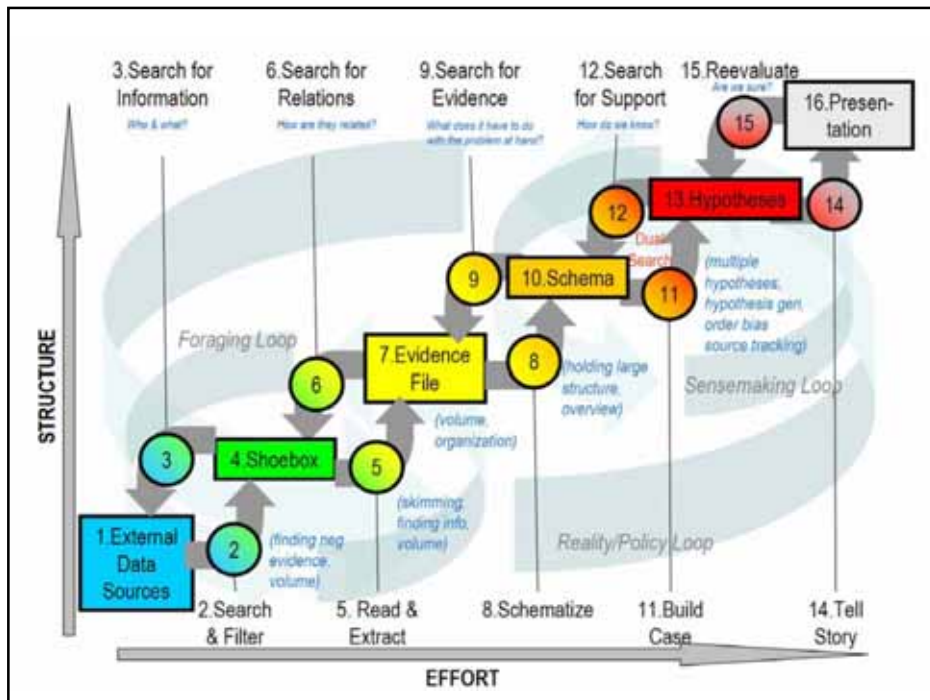 3.Search for
Information
Who & what?
6.Search for
Relations
How are they related?
9.Search for
Evidence
What does it have to do
with the problem at hand?
12.Search
for Support
How do we know?
15.Reevaluate
Are we sure?
16.Presen-
tation
15
13.Hypotheses
14
12
Dual
Search
11
(multiple
hypotheses,
hypothesis gen,
order bias
source tracking)
10.Schema
9
Foraging Loop
7.Evidence
File
8
(holding large
structure,
overview)
Sensemaking Loop
6
(volume,
organization)
3
4.Shoebox
5
(skimming,
finding info,
volume)
1.External
Data
Sources
2
(finding neg
evidence,
volume)
Reality/Policy Loop
2.Search
& Filter
5. Read &
Extract
8.Schematize
11.Build
Case
14.Tell
Story
STRUCTURE
EFFORT